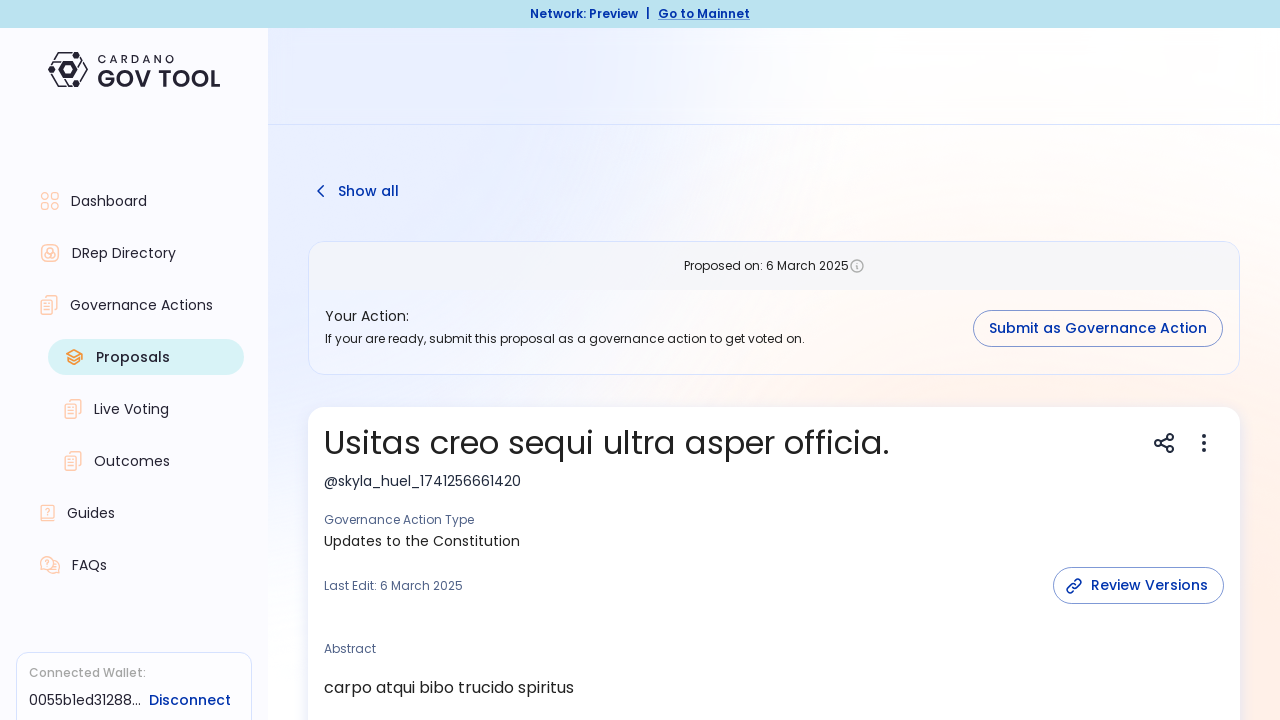 Network: Preview | Go to Mainnet
CARDANO
GOV TOOL
Dashboard
DRep Directory
Governance Actions
Proposals
Live Voting
Outcomes
Guides
FAQs
Connected Wallet:
0055b1ed31288... Disconnect
Show all
Proposed on: 6 March 2025
Your Action:
If your are ready, submit this proposal as a governance action to get voted on.
Submit as Governance Action
Usitas creo sequi ultra asper officia.
@skyla_huel_1741256661420
Governance Action Type
Updates to the Constitution
Last Edit: 6 March 2025
Review Versions
Abstract
carpo atqui bibo trucido spiritus